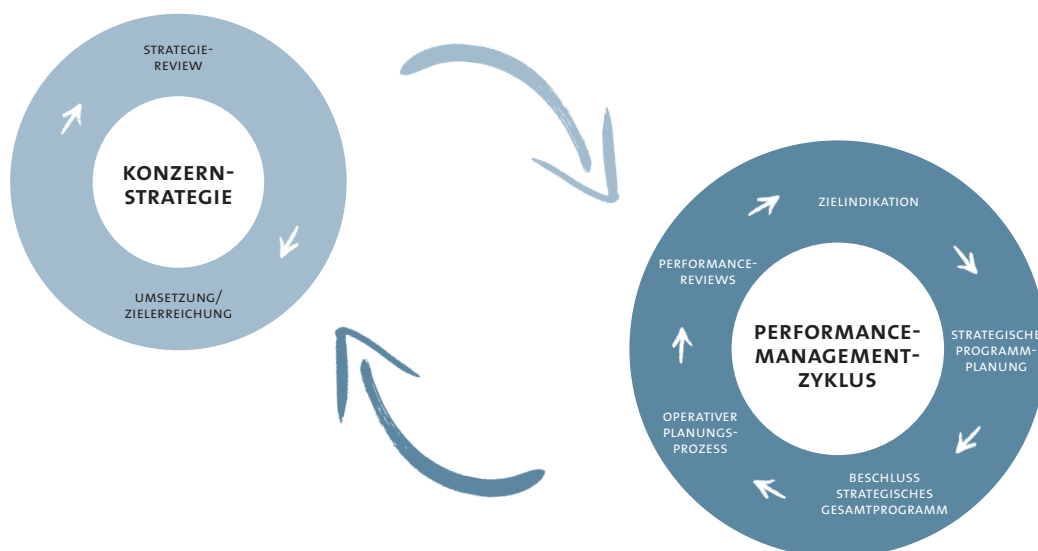 STRATEGIE-
REVIEW
KONZERN-
STRATEGIE
UMSETZUNG/
ZIELERREICHUNG
ZIELINDIKATION
STRATEGISCHE
PROGRAMM-
PLANUNG
BESCHLUSS
STRATEGISCHES
GESAMTPROGRAMM
OPERATIVER
PLANUNGS-
PROZESS
PERFORMANCE-
REVIEWS
PERFORMANCE-
MANAGEMENT-
ZYKLUS